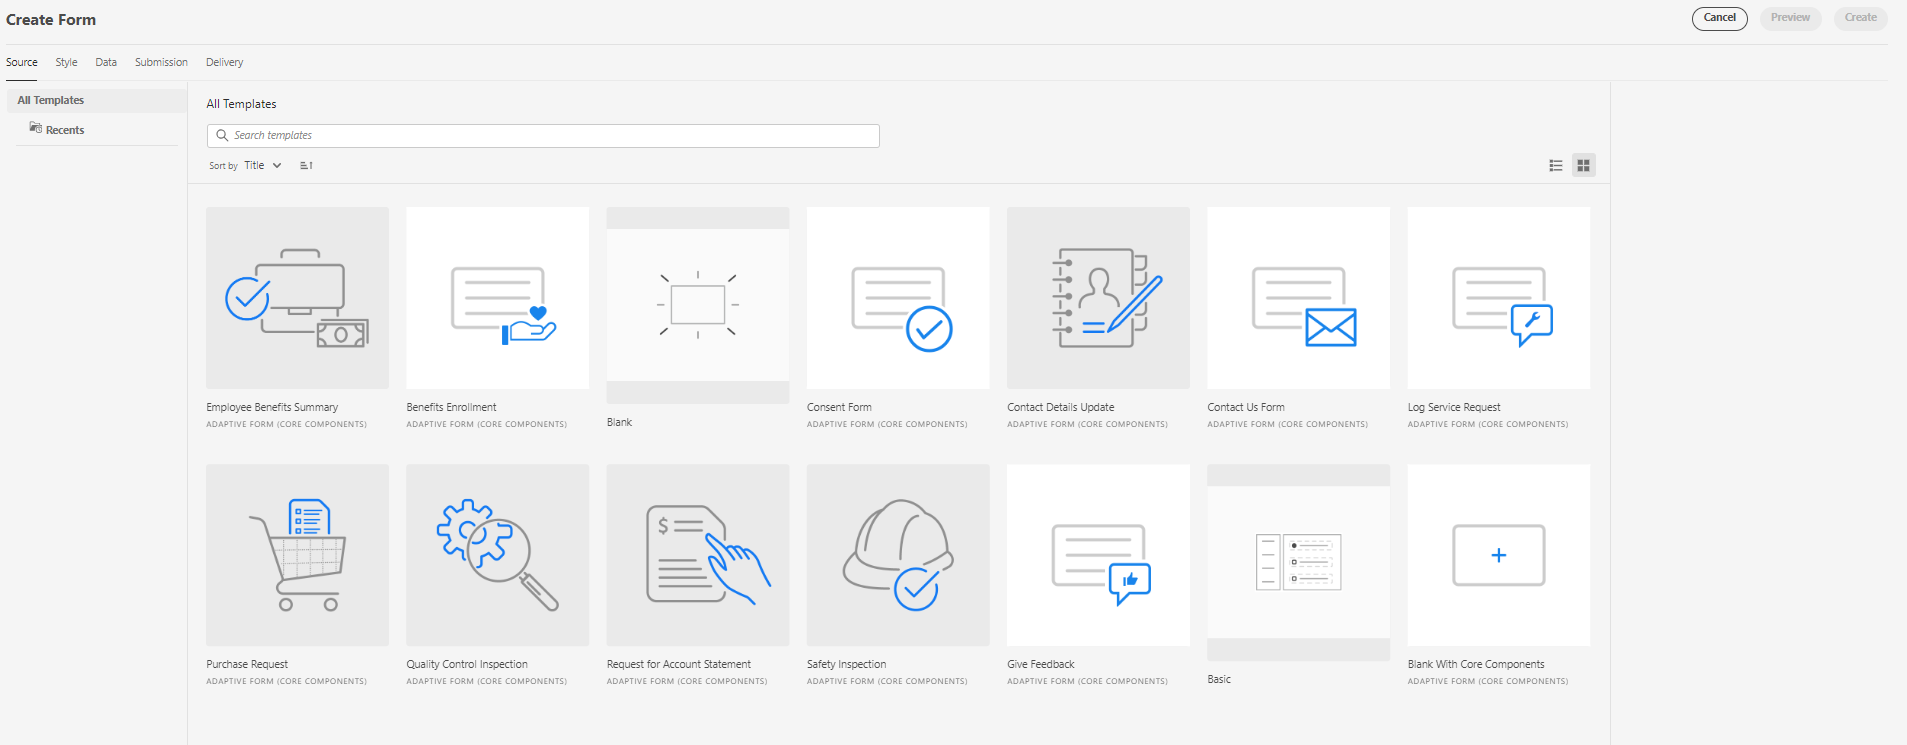 Create Form
Cancel
Preview
Create
Source
Style
Data
Submission
Delivery
All Templates
Recents
All Templates
Search templates
Sort by Title
Employee Benefits Summary
ADAPTIVE FORM (CORE COMPONENTS)
Benefits Enrollment
ADAPTIVE FORM (CORE COMPONENTS)
Blank
Consent Form
ADAPTIVE FORM (CORE COMPONENTS)
Contact Details Update
ADAPTIVE FORM (CORE COMPONENTS)
Contact Us Form
ADAPTIVE FORM (CORE COMPONENTS)
Log Service Request
ADAPTIVE FORM (CORE COMPONENTS)
$
Purchase Request
ADAPTIVE FORM (CORE COMPONENTS)
Quality Control Inspection
ADAPTIVE FORM (CORE COMPONENTS)
Request for Account Statement
ADAPTIVE FORM (CORE COMPONENTS)
Safety Inspection
ADAPTIVE FORM (CORE COMPONENTS)
Give Feedback
ADAPTIVE FORM (CORE COMPONENTS)
Basic
Blank With Core Components
ADAPTIVE FORM (CORE COMPONENTS)